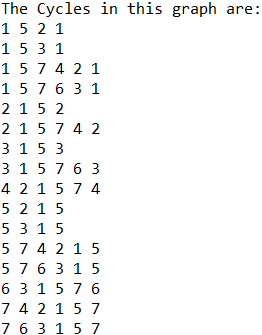 The Cycles in this graph are:
1 5 2 1
1 5 3 1
1 5 7 4 2 1
1 5 7 6 3 1
2 1 5 2
2 1 5 7 4 2
3 1 5 3
3 1 5 7 6 3
4 2 1 5 7 4
5 2 1 5
5 3 1 5
5 7 4 2 1 5
5 7 6 3 1 5
6 3 1 5 7 6
7 4 2 1 5 7
7 6 3 1 5 7